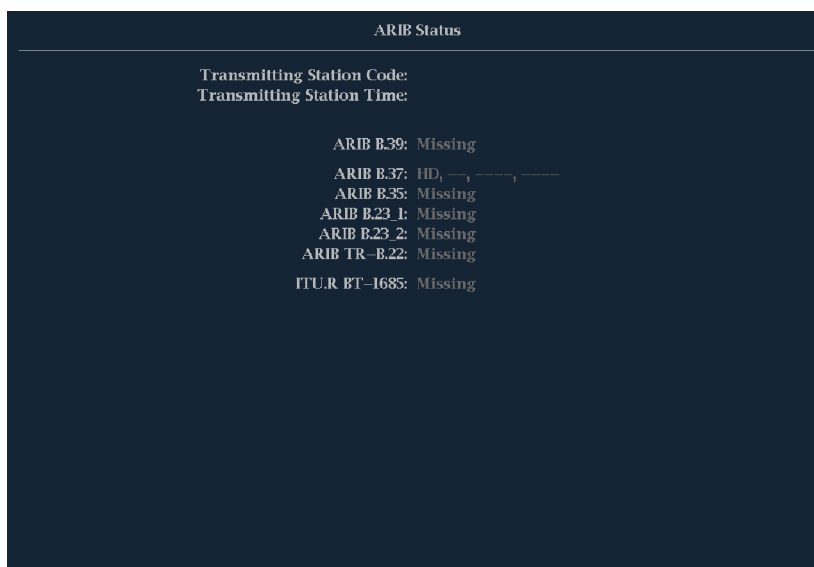 ARIB Status
Transmitting Station Code:
Transmitting Station Time:
ARIB B.39: Missing
ARIB B.37: HD, --, ----, ----
ARIB B.35: Missing
ARIB B.23_1: Missing
ARIB B.23_2: Missing
ARIB TR-B.22: Missing
ITU.R BT-1685: Missing